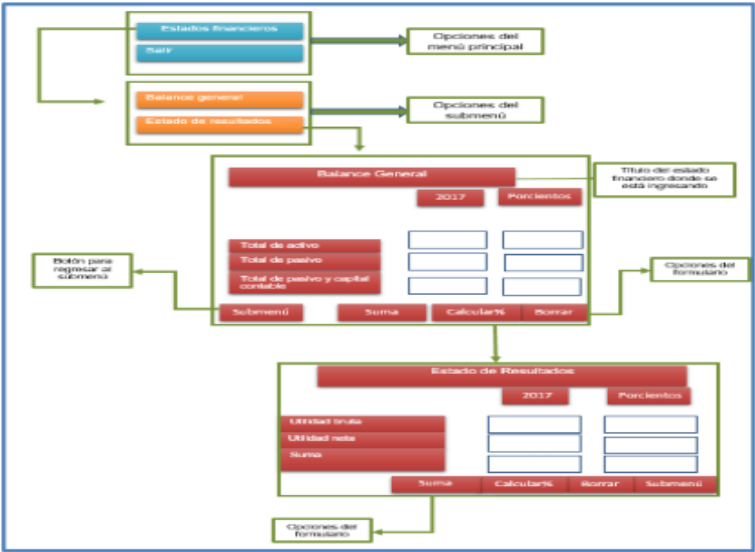 Estados financieros
Salir
Opciones del
menú principal
Balance general
Estado de resultados
Opciones del
submenú
Balance General
2017
Porcientos
Título del estado
financiero donde se
está ingresando
Total de activo
Total de pasivo
Total de pasivo y capital
contable
Submenú
Suma
Calcular%
Borrar
Botón para
regresar al
submenú
Opciones del
formulario
Estado de Resultados
2017
Porcientos
Utilidad bruta
Utilidad neta
Suma
Suma
Calcular%
Borrar
Submenú
Opciones del
formulario